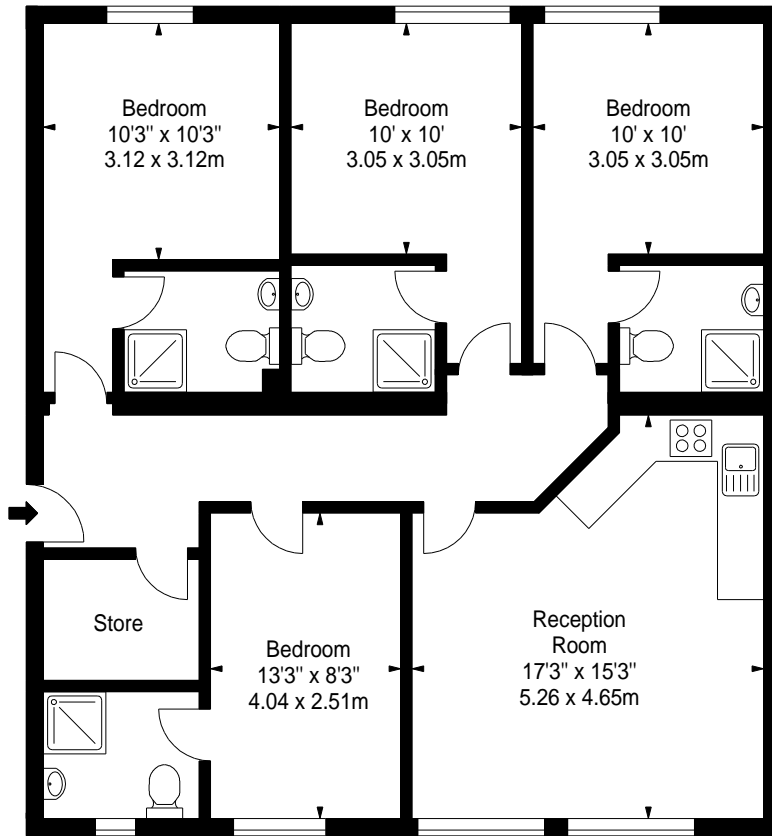 Bedroom
10'3" x 10'3"
3.12 x 3.12m
Bedroom
10' x 10'
3.05 x 3.05m
Bedroom
10' x 10'
3.05 x 3.05m
Store
Bedroom
13'3" x 8'3"
4.04 x 2.51m
Reception
Room
17'3" x 15'3"
5.26 x 4.65m